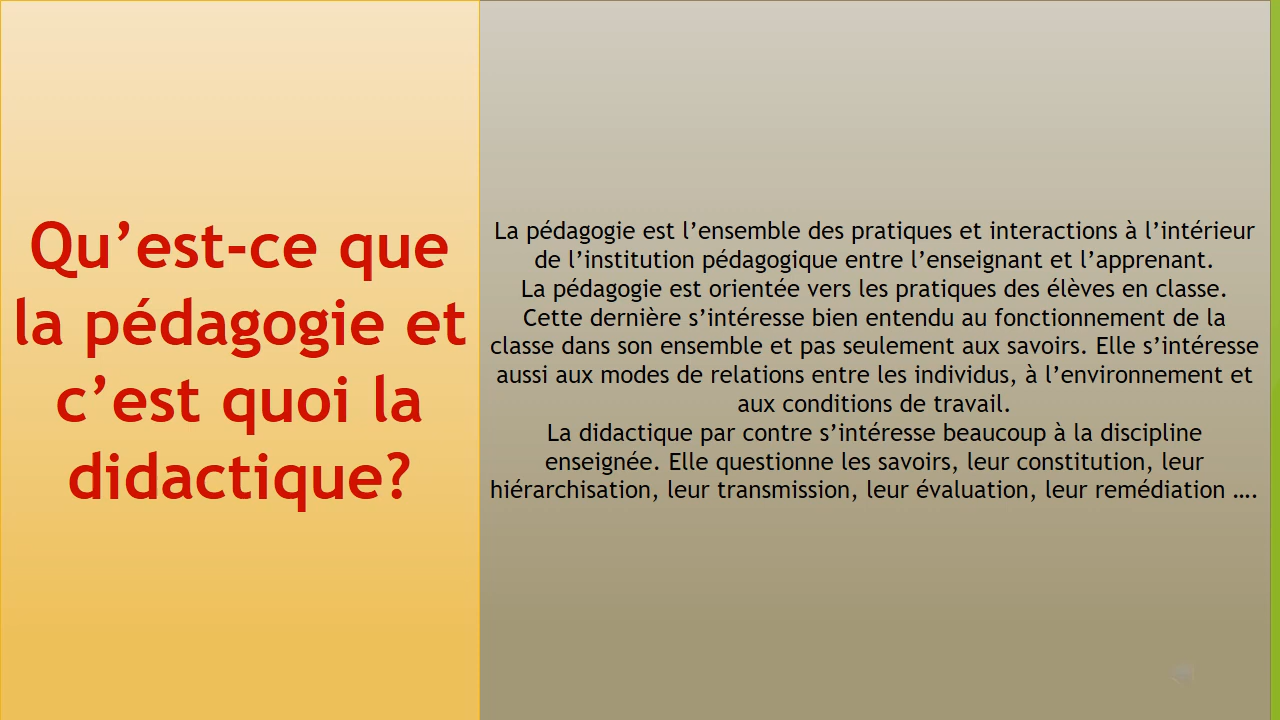 Qu’est-ce que
la pédagogie et
c’est quoi la
didactique?
La pédagogie est l’ensemble des pratiques et interactions à l’intérieur
de l’institution pédagogique entre l’enseignant et l’apprenant.
La pédagogie est orientée vers les pratiques des élèves en classe.
Cette dernière s’intéresse bien entendu au fonctionnement de la
classe dans son ensemble et pas seulement aux savoirs. Elle s’intéresse
aussi aux modes de relations entre les individus, à l’environnement et
aux conditions de travail.
La didactique par contre s’intéresse beaucoup à la discipline
enseignée. Elle questionne les savoirs, leur constitution, leur
hiérarchisation, leur transmission, leur évaluation, leur remédiation ….